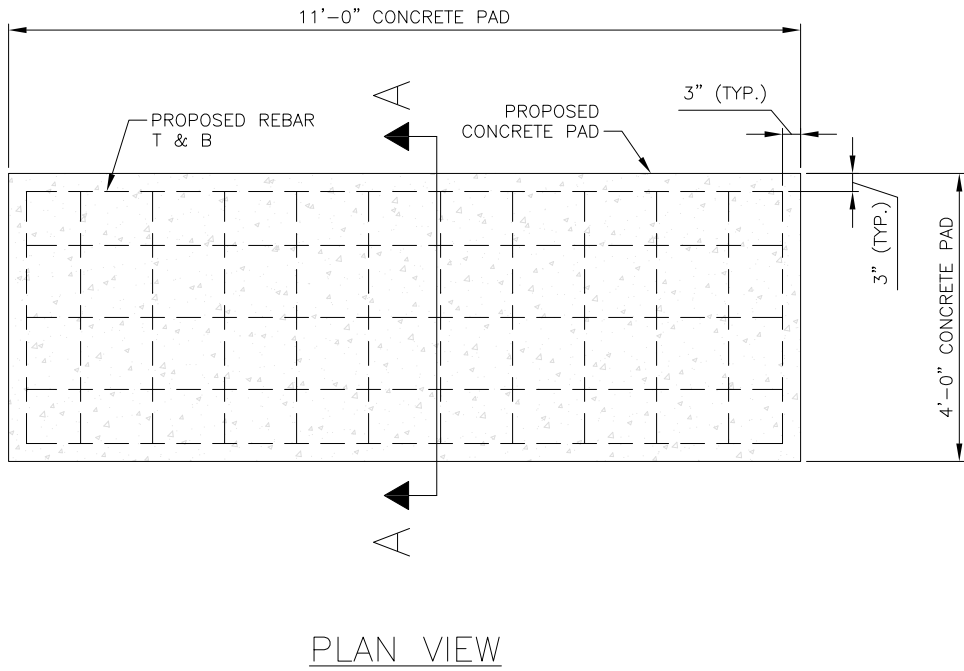 11'-0" CONCRETE PAD
A
PROPOSED REBAR
T & B
PROPOSED
CONCRETE PAD
3" (TYP.)
3" (TYP.)
4'-0" CONCRETE PAD
A
PLAN VIEW